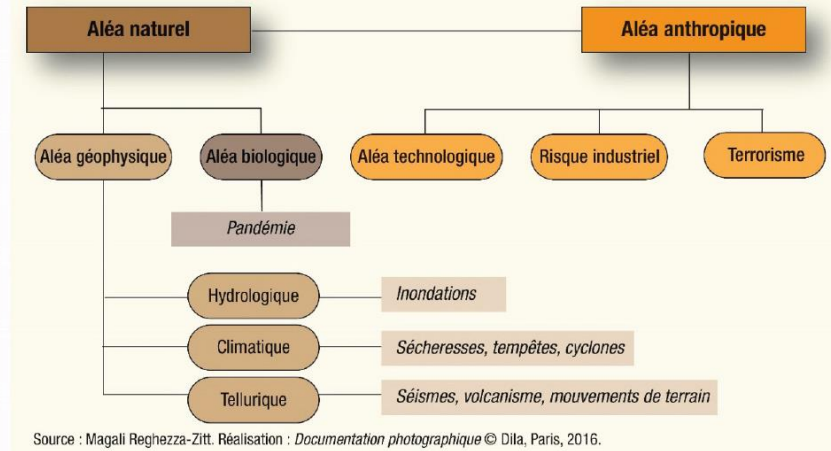 Aléa naturel
Aléa anthropique
Aléa géophysique
Aléa biologique
Aléa technologique
Risque industriel
Terrorisme
Pandémie
Hydrologique
Inondations
Climatique
Sécheresses, tempêtes, cyclones
Tellurique
Séismes, volcanisme, mouvements de terrain
Source : Magali Reghezza-Zitt. Réalisation : Documentation photographique © Dila, Paris, 2016.